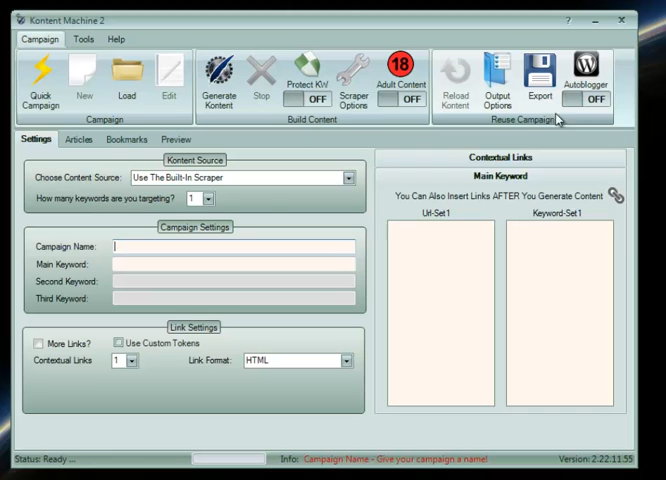 Kontent Machine 2
Campaign Tools Help
Quick Campaign
New
Load
Edit
Campaign
Generate Kontent
Stop
Protect KW
OFF
Scraper Options
18
Adult Content
OFF
Build Content
Reload Kontent
Output Options
Export
Autoblogger
OFF
Reuse Campaign
Settings Articles Bookmarks Preview
Kontent Source
Choose Content Source: Use The Built-In Scraper
How many keywords are you targeting? 1
Campaign Settings
Campaign Name:
Main Keyword:
Second Keyword:
Third Keyword:
Link Settings
More Links? Use Custom Tokens
Contextual Links 1 Link Format: HTML
Contextual Links
Main Keyword
You Can Also Insert Links AFTER You Generate Content
Url-Set1 Keyword-Set1
Status: Ready ... Info: Campaign Name - Give your campaign a name! Version: 2.22.11.55